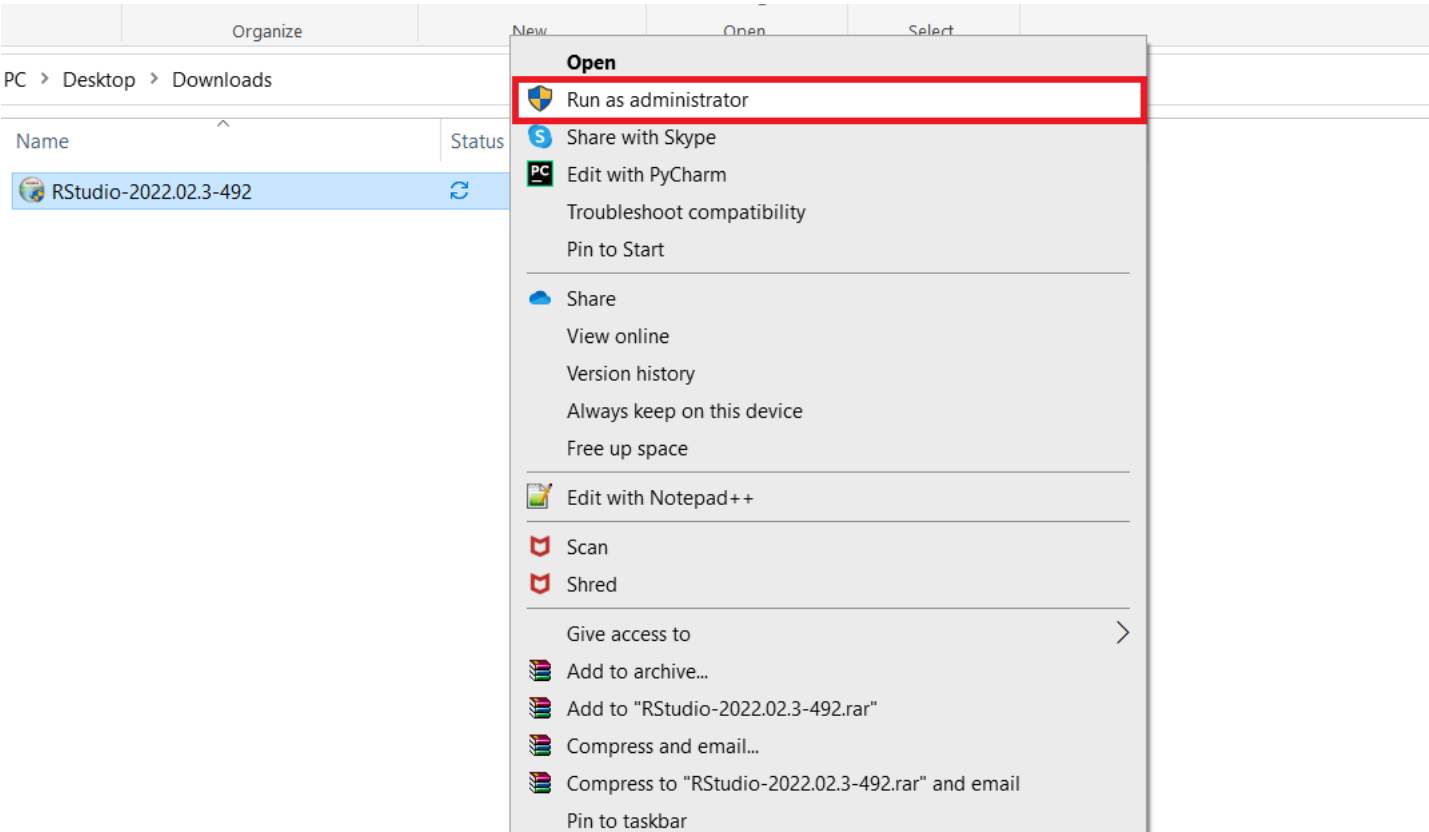 Organize New Open Select
PC > Desktop > Downloads
Name Status
RStudio-2022.02.3-492
Open
Run as administrator
Share with Skype
Edit with PyCharm
Troubleshoot compatibility
Pin to Start
Share
View online
Version history
Always keep on this device
Free up space
Edit with Notepad++
Scan
Shred
Give access to
Add to archive...
Add to "RStudio-2022.02.3-492.rar"
Compress and email...
Compress to "RStudio-2022.02.3-492.rar" and email
Pin to taskbar